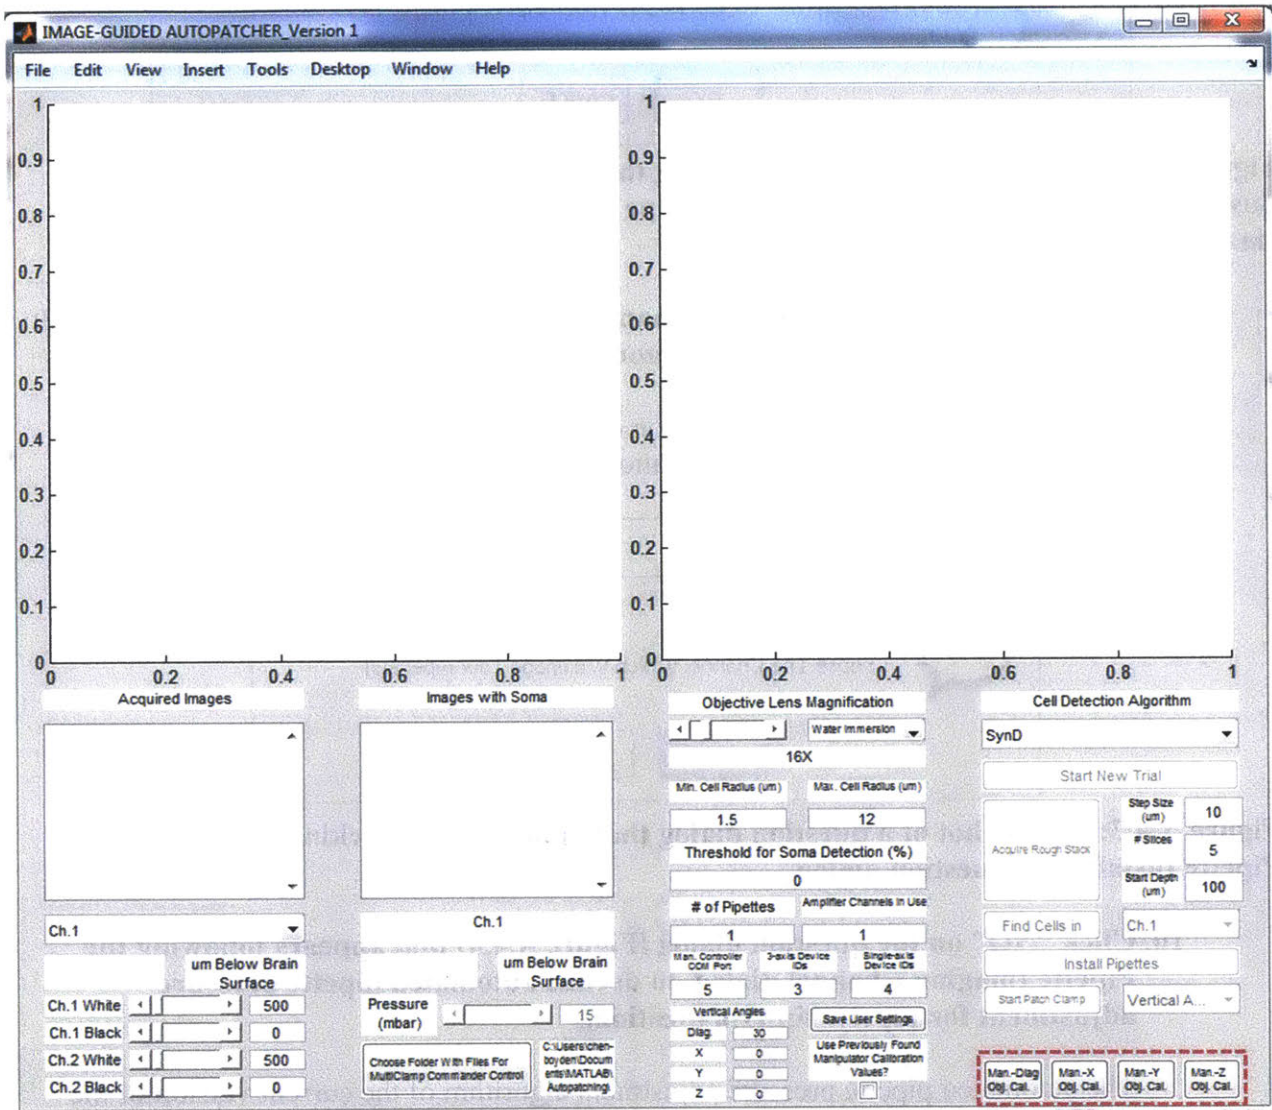 IMAGE-GUIDED AUTOPATCHER_Version 1
File Edit View Insert Tools Desktop Window Help
1
0.9
0.8
0.7
0.6
0.5
0.4
0.3
0.2
0.1
0
0 0.2 0.4 0.6 0.8 1
1
0.9
0.8
0.7
0.6
0.5
0.4
0.3
0.2
0.1
0
0 0.2 0.4 0.6 0.8 1
Acquired Images
Ch.1
um Below Brain
Surface
Ch.1 White 500
Ch.1 Black 0
Ch.2 White 500
Ch.2 Black 0
Images with Soma
Ch.1
um Below Brain
Surface
Pressure
(mbar)
15
Choose Folder With Files For
MultiClamp Commander Control
C:\Users\chen-
boyden\Docum
ents\MATLAB\
Autopatching\
Objective Lens Magnification
Water Immersion
16X
Min. Cell Radius (um) Max. Cell Radius (um)
1.5 12
Threshold for Soma Detection (%)
0
# of Pipettes Amplifier Channels In Use
1 1
Man. Controller
COM Port
3-axis Device
IDs
Single-axis
Device IDs
5 3 4
Vertical Angles
Diag. 30
X 0
Y 0
Z 0
Save User Settings
Use Previously Found
Manipulator Calibration
Values?
Cell Detection Algorithm
SynD
Start New Trial
Acquire Rough Stack
Step Size
(um)
10
# Slices
5
Start Depth
(um)
100
Find Cells in Ch.1
Install Pipettes
Start Patch Clamp Vertical A...
Man.-Diag
Obj. Cal.
Man.-X
Obj. Cal.
Man.-Y
Obj. Cal.
Man.-Z
Obj. Cal.